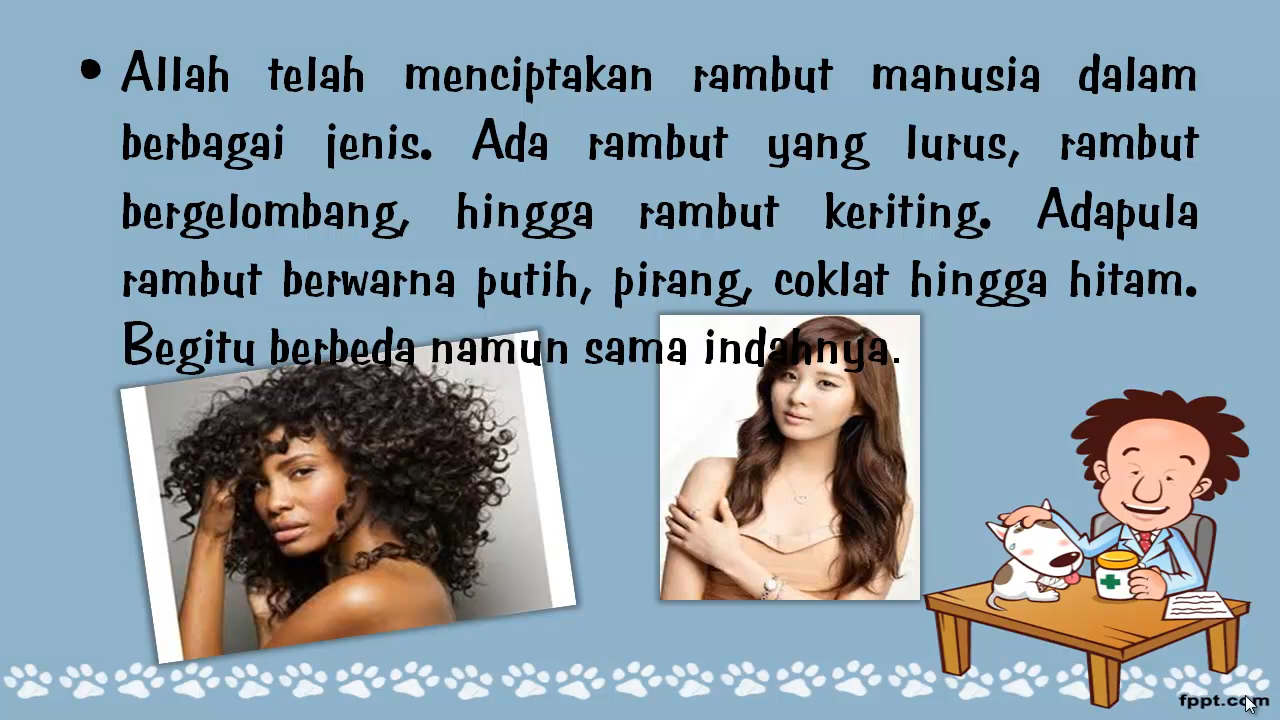 • Allah telah menciptakan rambut manusia dalam
berbagai jenis. Ada rambut yang lurus, rambut
bergelombang, hingga rambut keriting. Adapula
rambut berwarna putih, pirang, coklat hingga hitam.
Begitu berbeda namun sama indahnya.
fppt.com